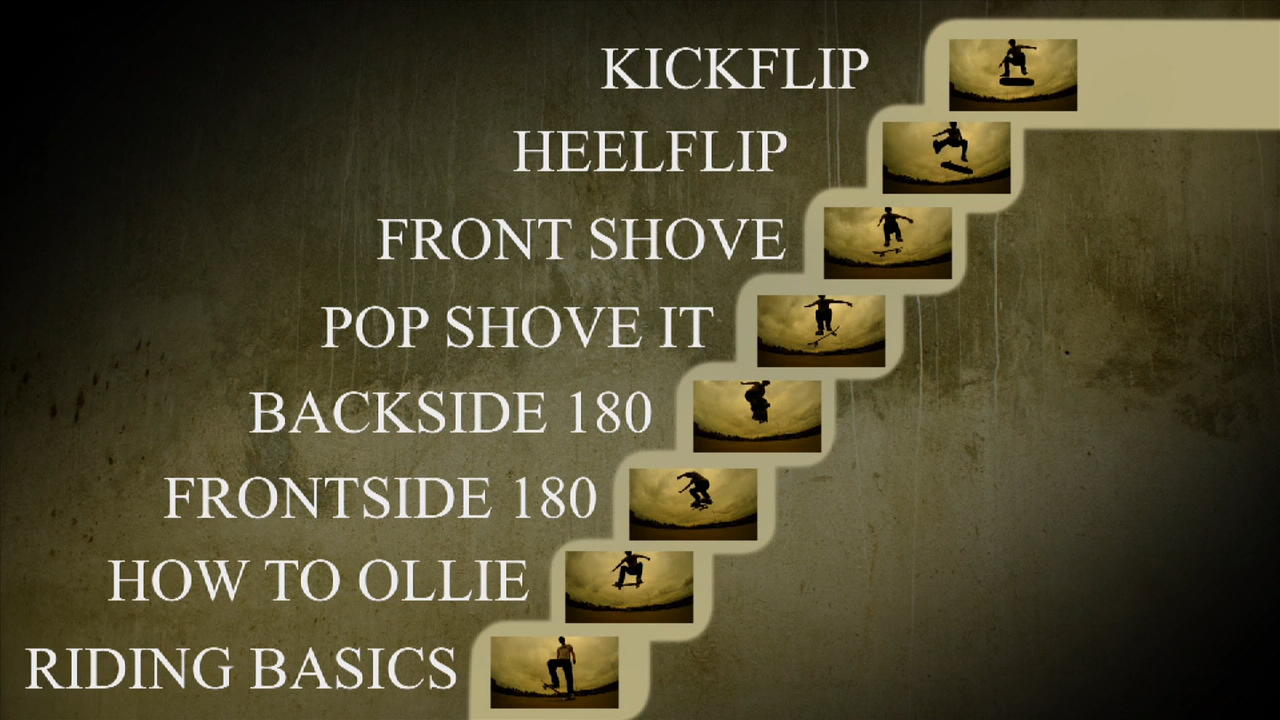 KICKFLIP
HEELFLIP
FRONT SHOVE
POP SHOVE IT
BACKSIDE 180
FRONTSIDE 180
HOW TO OLLIE
RIDING BASICS